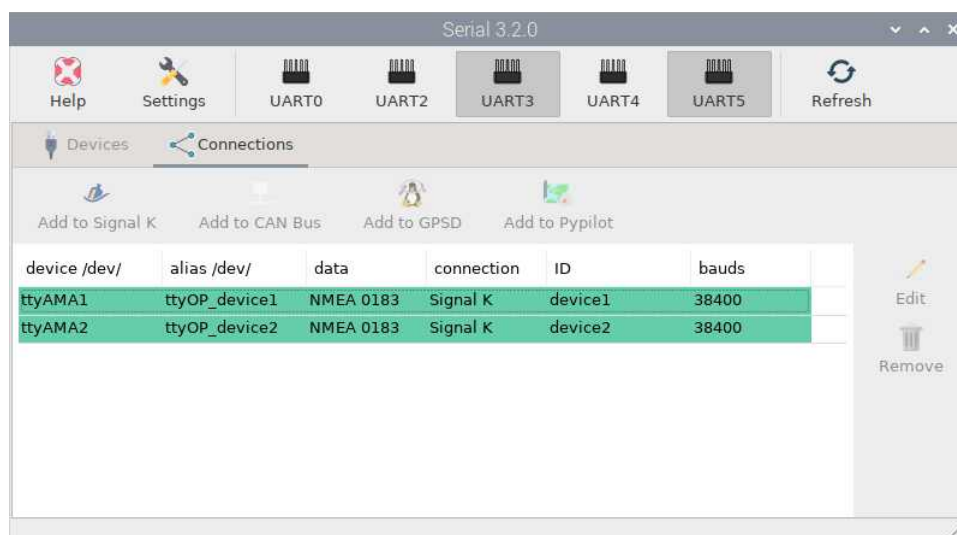 Serial 3.2.0
Help Settings UART0 UART2 UART3 UART4 UART5 Refresh
Devices Connections
Add to Signal K Add to CAN Bus Add to GPSD Add to Pypilot
device /dev/ alias /dev/ data connection ID bauds
ttyAMA1 ttyOP_device1 NMEA 0183 Signal K device1 38400
ttyAMA2 ttyOP_device2 NMEA 0183 Signal K device2 38400
Edit
Remove